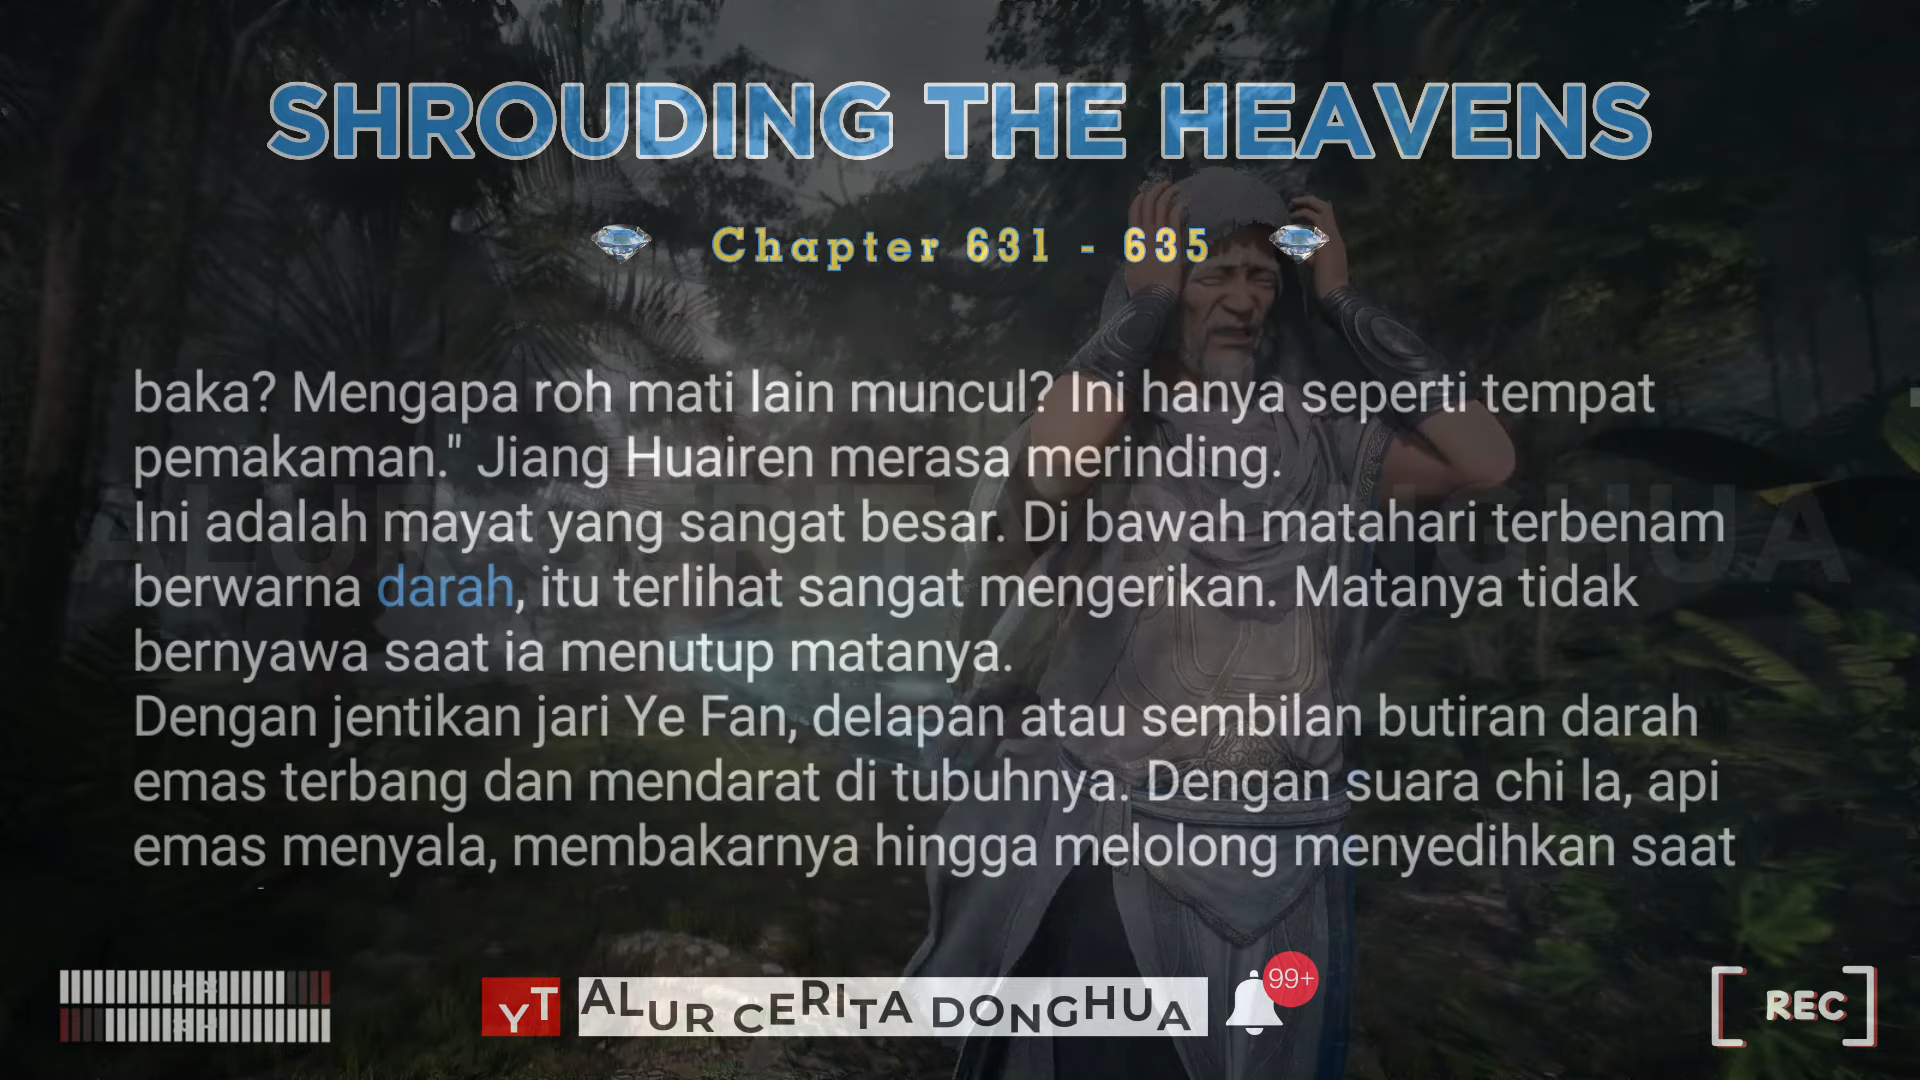 SHROUDING THE HEAVENS
Chapter 631 - 635
baka? Mengapa roh mati lain muncul? Ini hanya seperti tempat
pemakaman." Jiang Huairen merasa merinding.
Ini adalah mayat yang sangat besar. Di bawah matahari terbenam
berwarna darah, itu terlihat sangat mengerikan. Matanya tidak
bernyawa saat ia menutup matanya.
Dengan jentikan jari Ye Fan, delapan atau sembilan butiran darah
emas terbang dan mendarat di tubuhnya. Dengan suara chi la, api
emas menyala, membakarnya hingga melolong menyedihkan saat
ALUR CERITA DONGHUA
YT ALUR CERITA DONGHUA 99+
REC